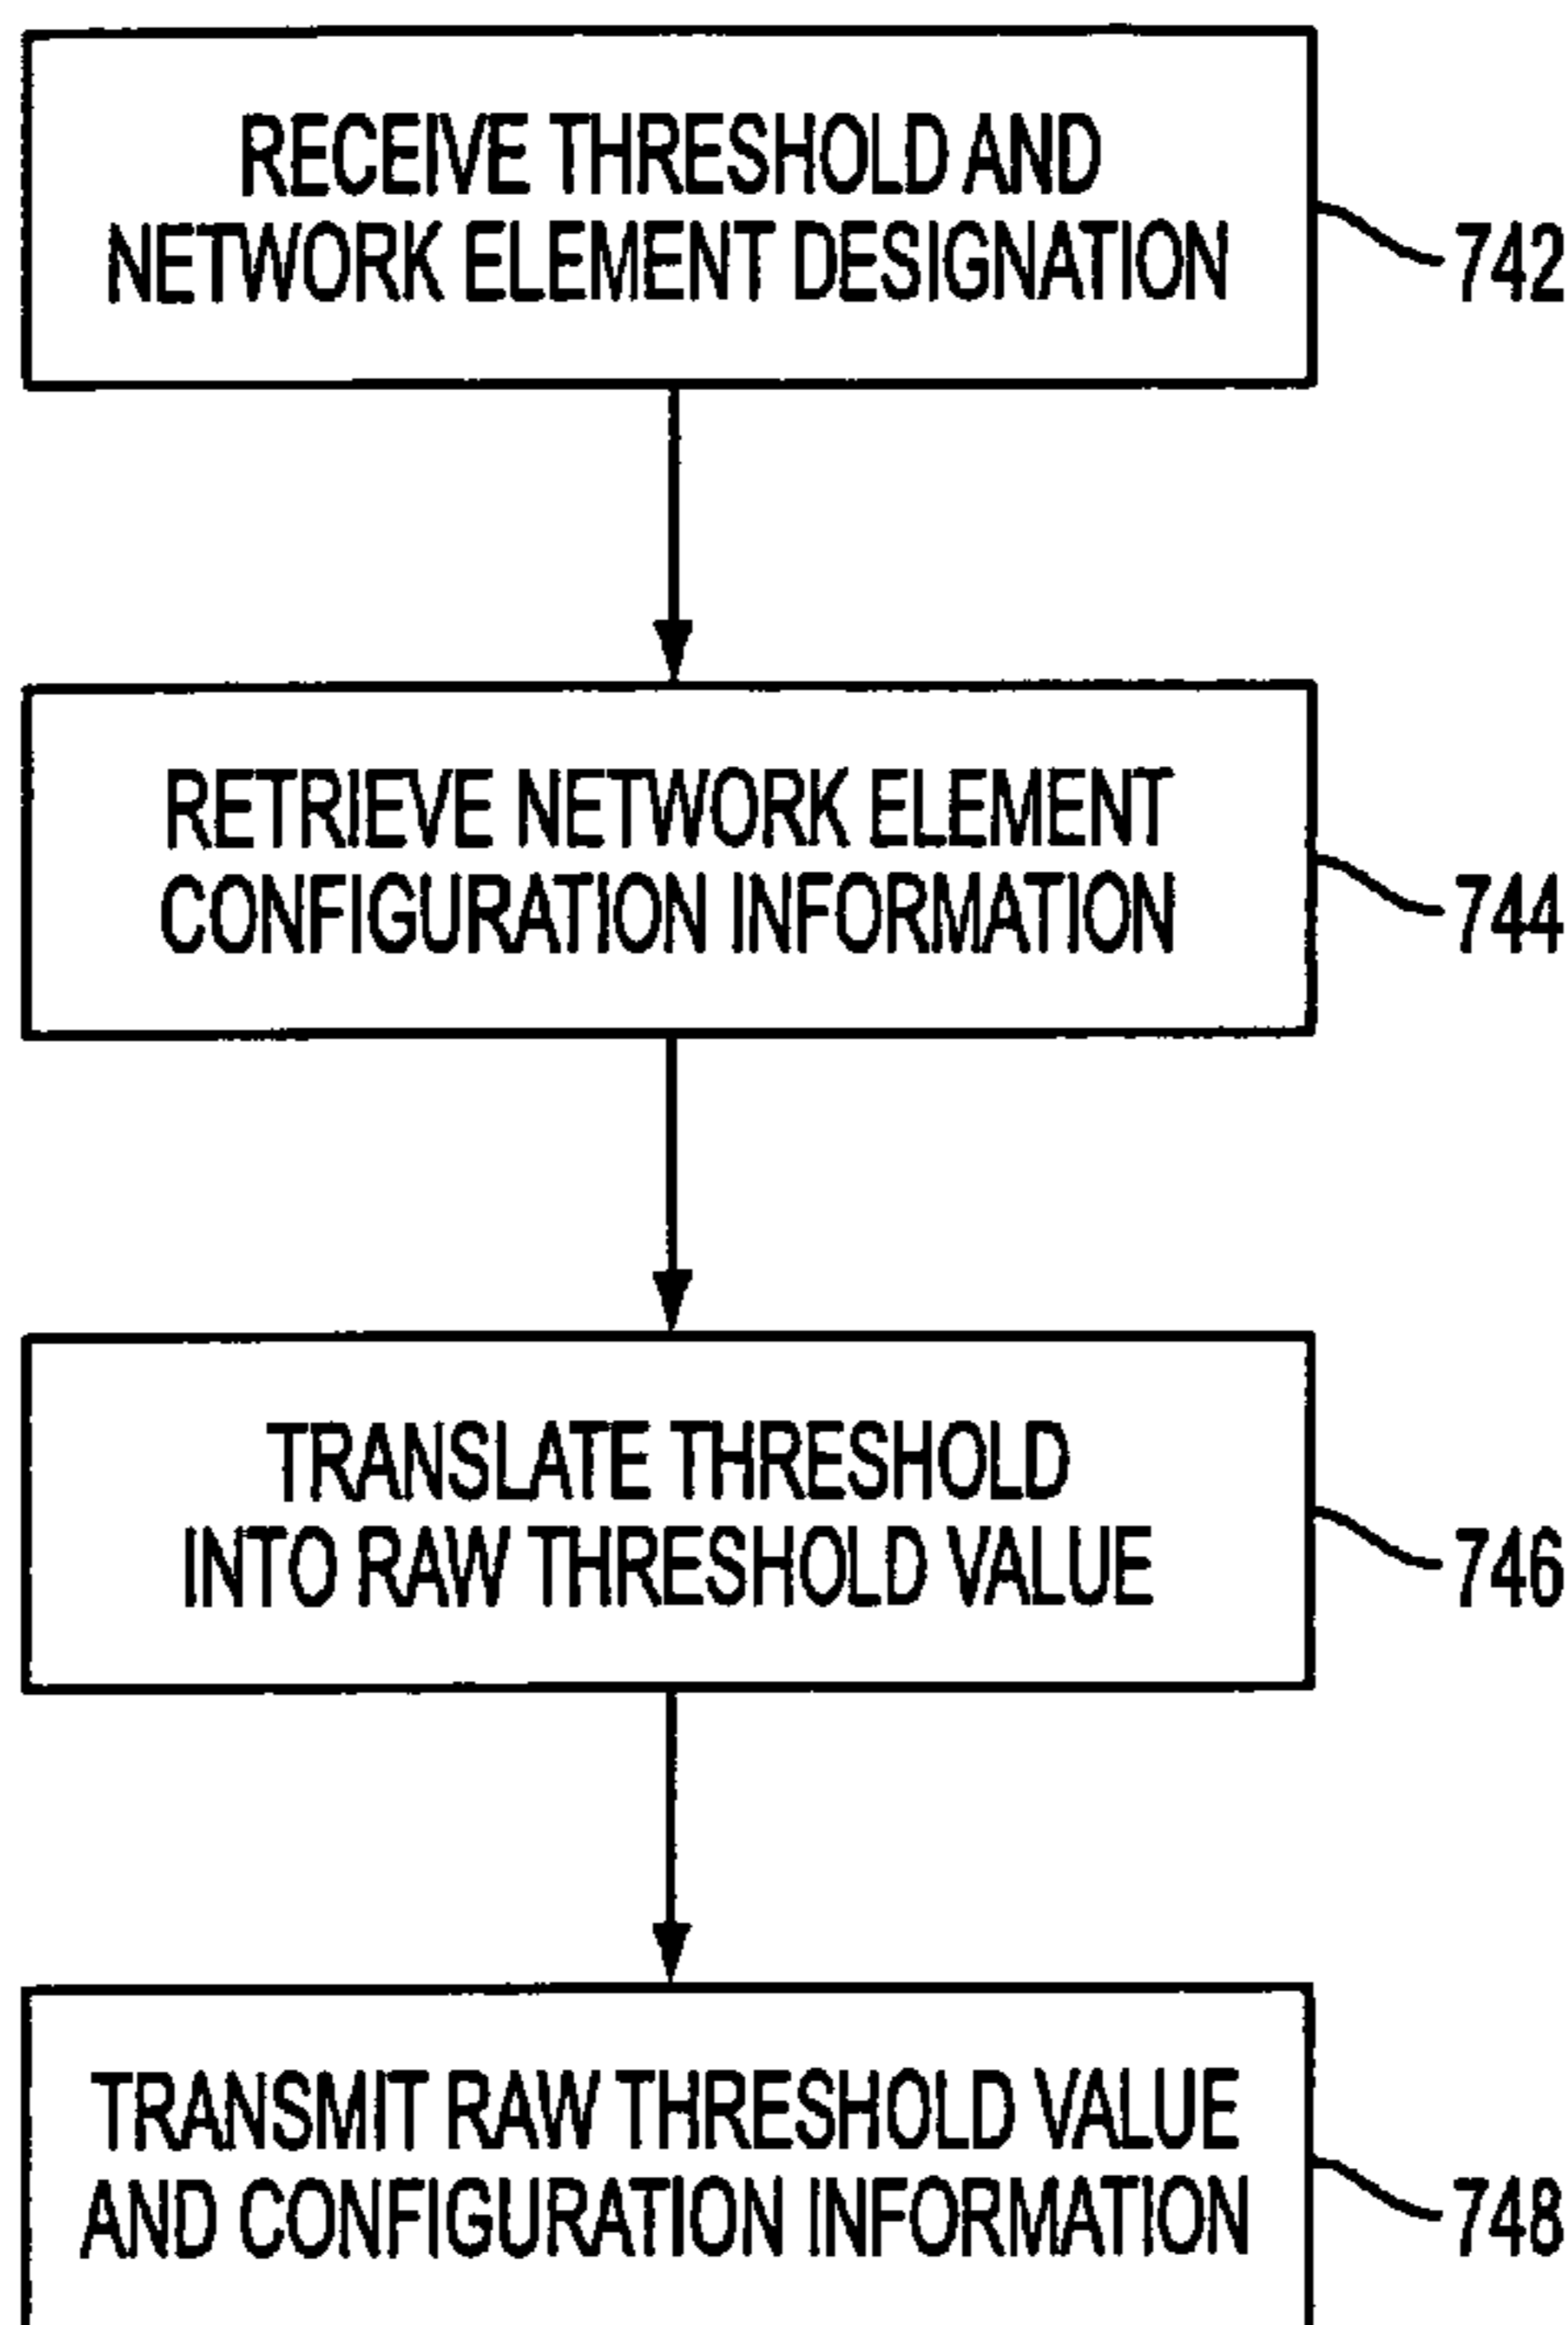 RECEIVE THRESHOLD AND
NETWORK ELEMENT DESIGNATION
742
RETRIEVE NETWORK ELEMENT
CONFIGURATION INFORMATION
744
TRANSLATE THRESHOLD
INTO RAW THRESHOLD VALUE
746
TRANSMIT RAW THRESHOLD VALUE
AND CONFIGURATION INFORMATION
748